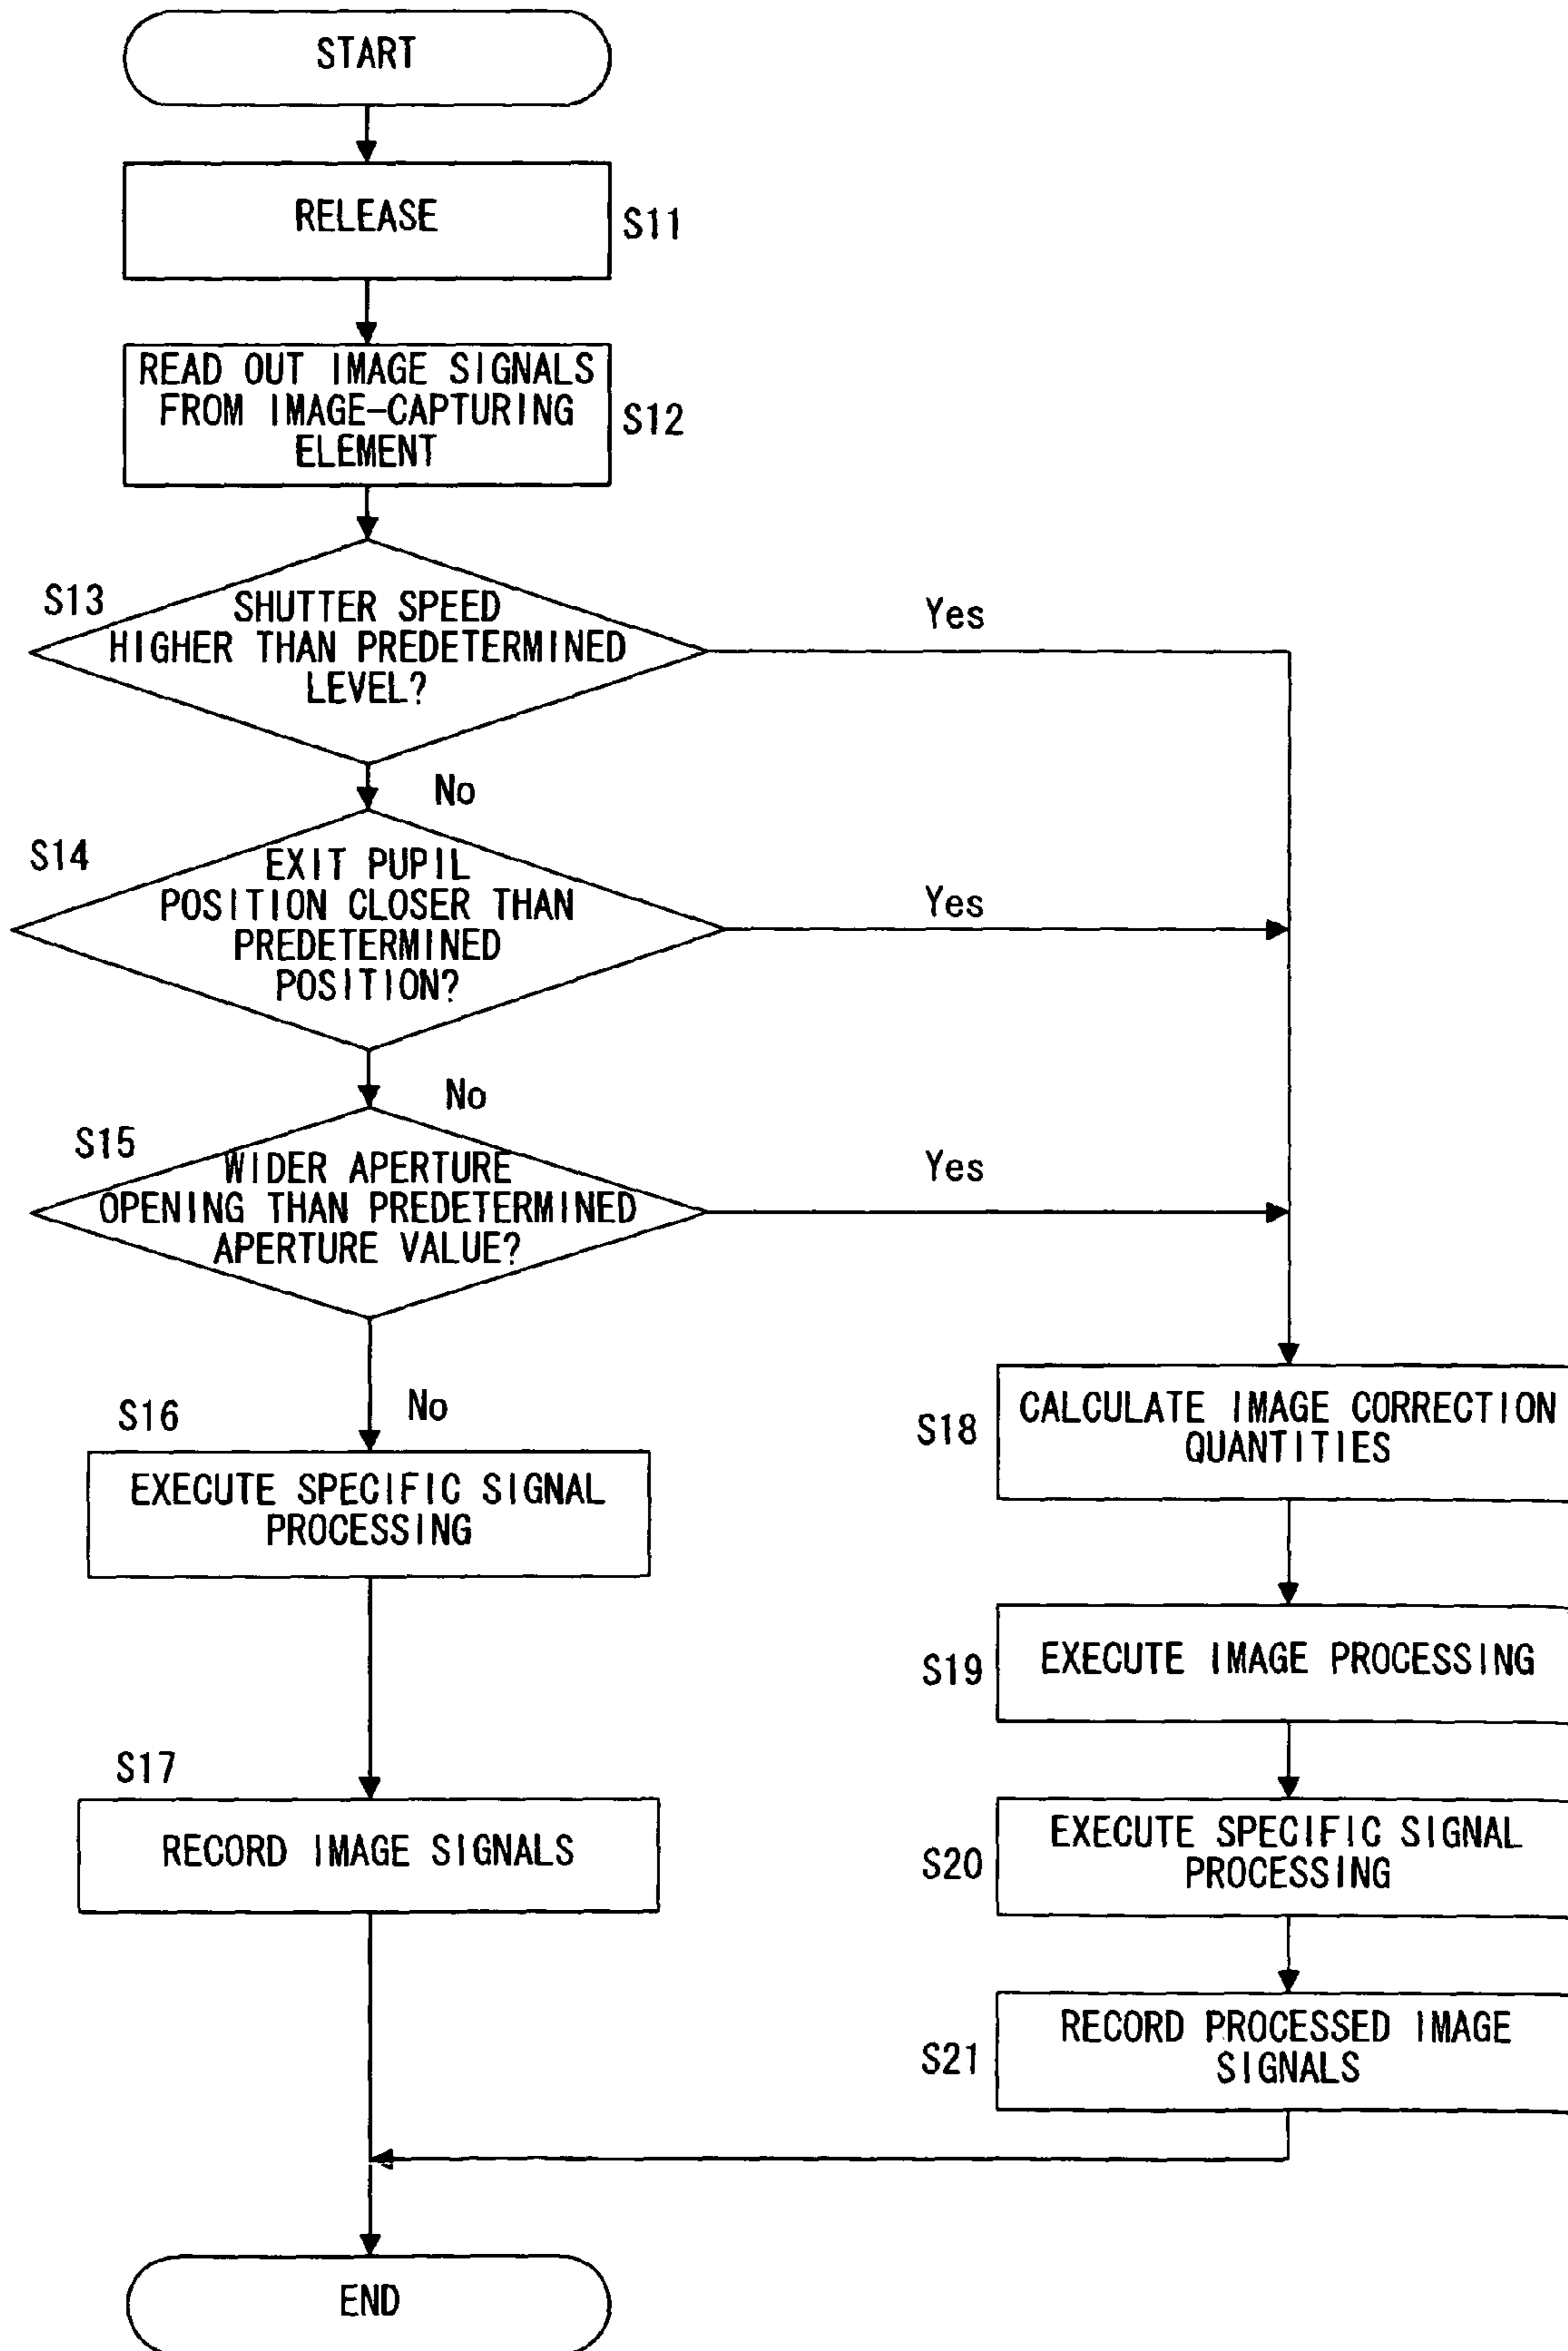 START
RELEASE
S11
READ OUT IMAGE SIGNALS
FROM IMAGE-CAPTURING
ELEMENT
S12
S13
SHUTTER SPEED
HIGHER THAN PREDETERMINED
LEVEL?
Yes
No
S14
EXIT PUPIL
POSITION CLOSER THAN
PREDETERMINED
POSITION?
Yes
No
S15
WIDER APERTURE
OPENING THAN PREDETERMINED
APERTURE VALUE?
Yes
No
S16
EXECUTE SPECIFIC SIGNAL
PROCESSING
S17
RECORD IMAGE SIGNALS
S18
CALCULATE IMAGE CORRECTION
QUANTITIES
S19
EXECUTE IMAGE PROCESSING
S20
EXECUTE SPECIFIC SIGNAL
PROCESSING
S21
RECORD PROCESSED IMAGE
SIGNALS
END